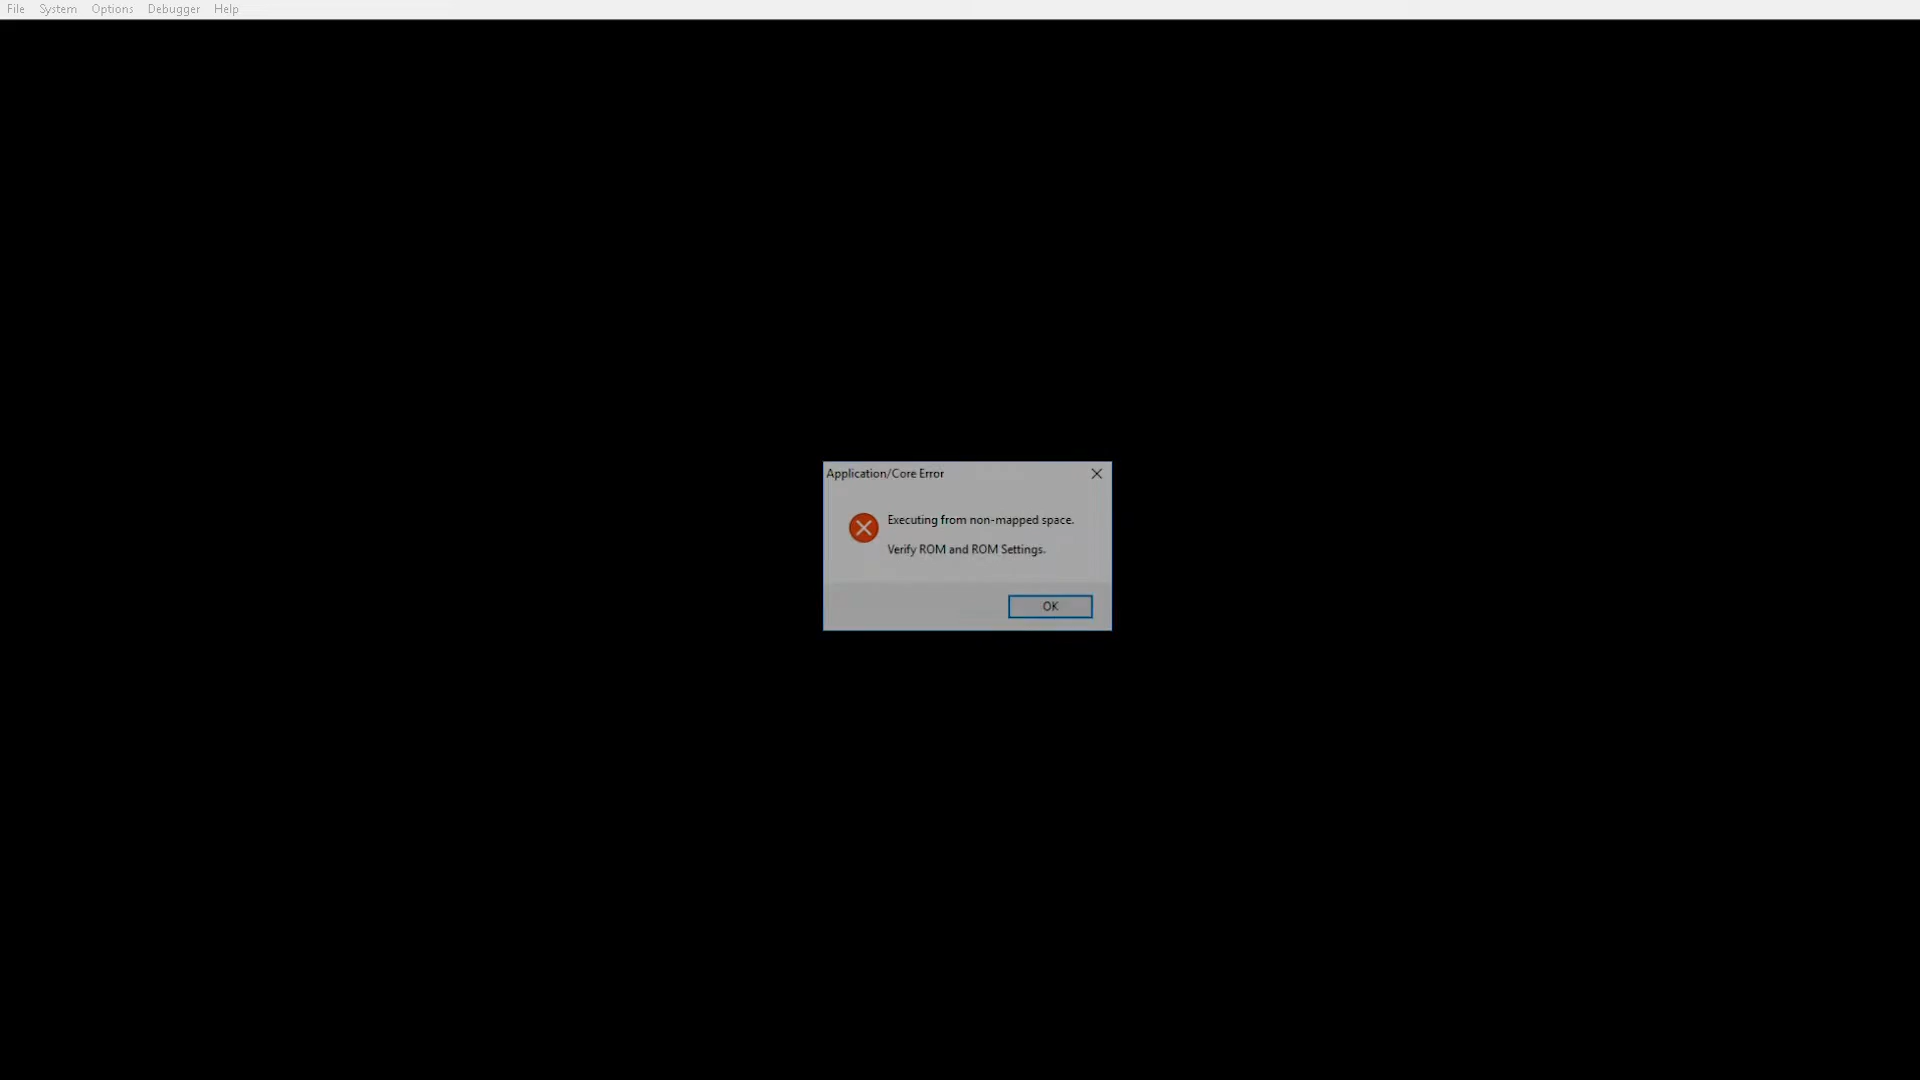 File System Options Debugger Help
Application/Core Error
Executing from non-mapped space.
Verify ROM and ROM Settings.
OK